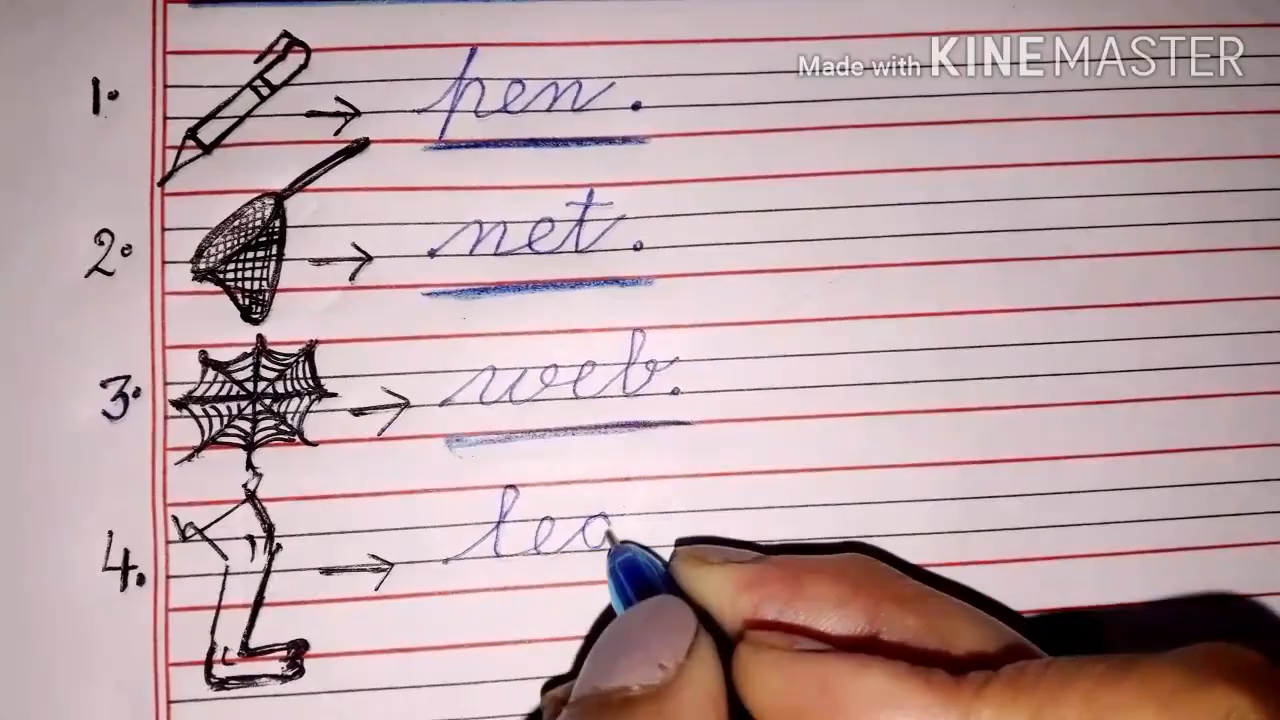 Made with KINEMASTER
1. → pen.
2. → net.
3. → web.
4. →